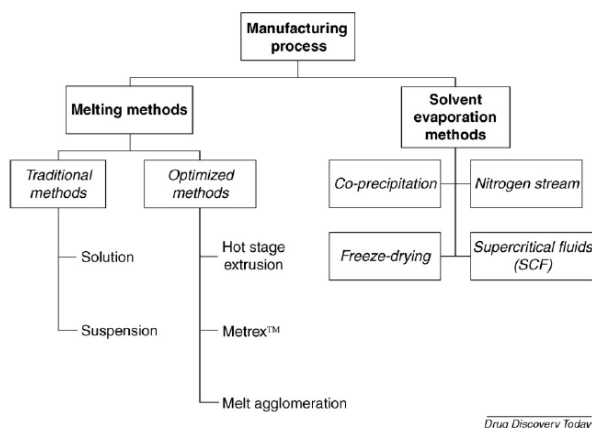 Manufacturing
process
Melting methods
Solvent
evaporation
methods
Traditional
methods
Optimized
methods
Co-precipitation
Nitrogen stream
Solution
Hot stage
extrusion
Freeze-drying
Supercritical fluids
(SCF)
Suspension
Metrex™
Melt agglomeration
Drug Discovery Today